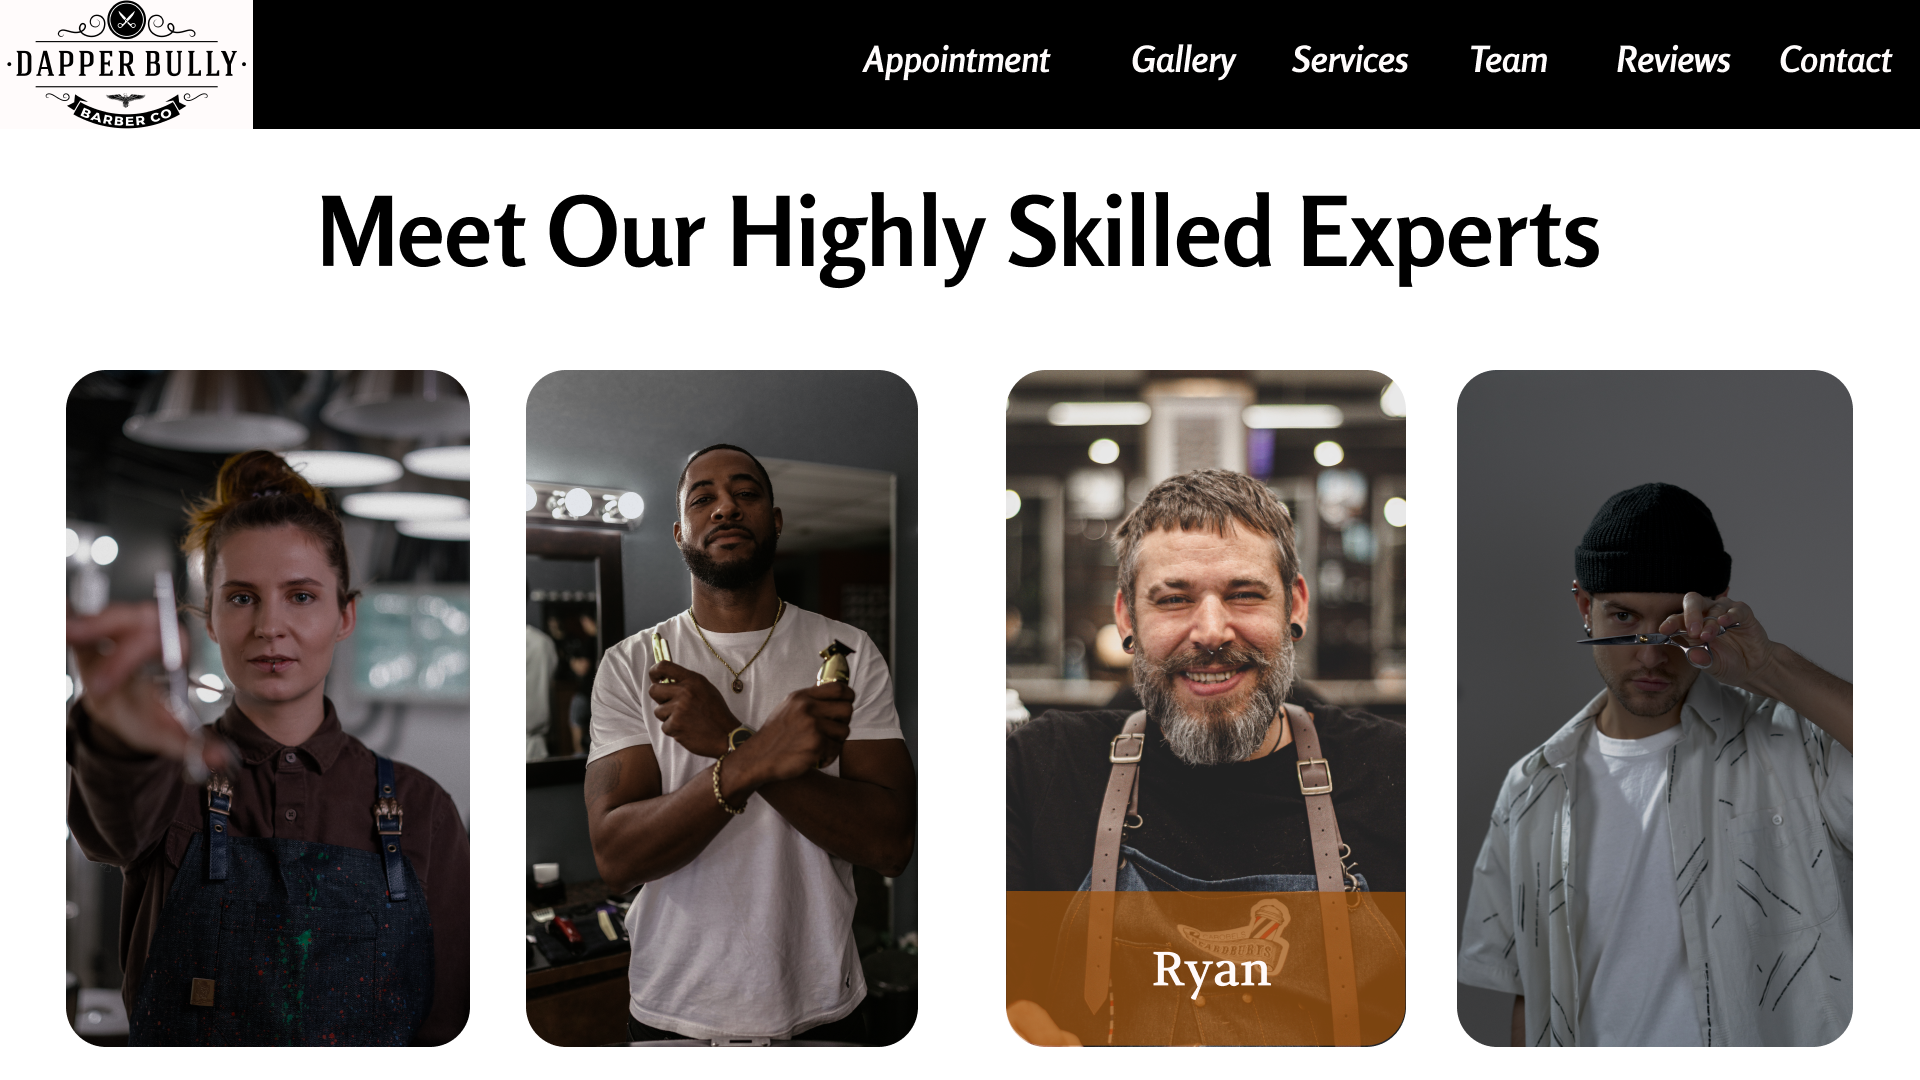 DAPPER BULLY
BARBER CO
Appointment
Gallery
Services
Team
Reviews
Contact
Meet Our Highly Skilled Experts
Ryan